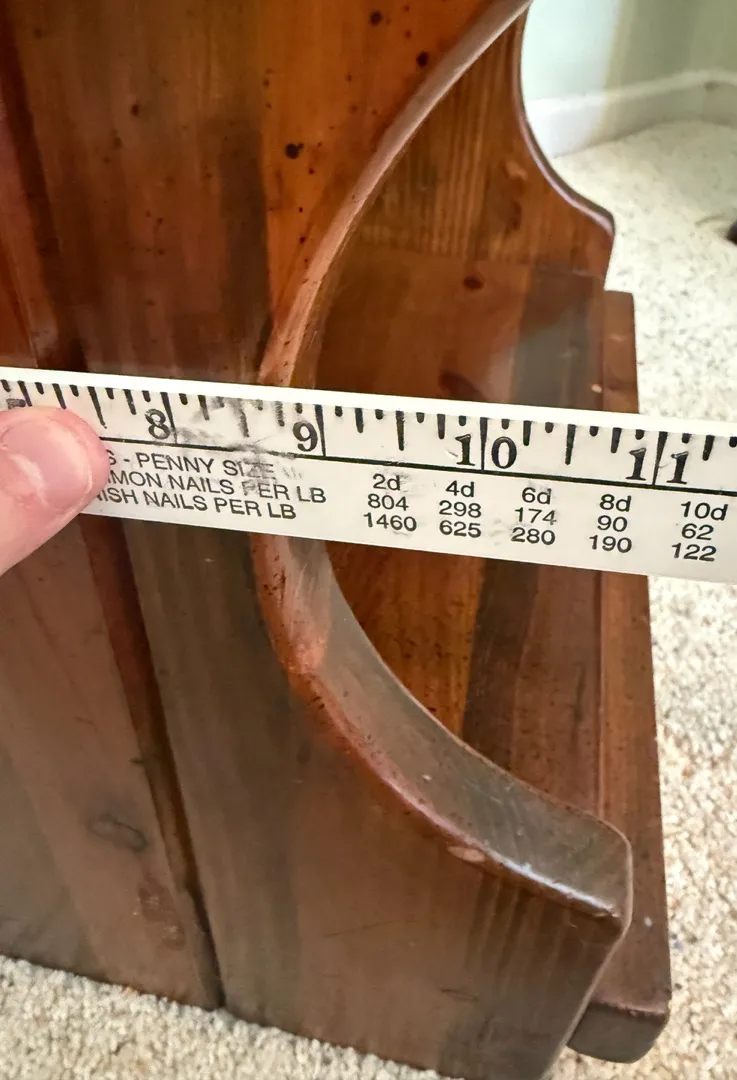 8 9 10 11
S - PENNY SIZE 2d 4d 6d 8d 10d
MMON NAILS PER LB 804 298 174 90 62
ISH NAILS PER LB 1460 625 280 190 122